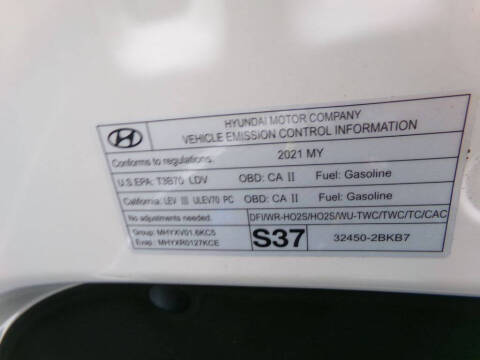 HYUNDAI MOTOR COMPANY
VEHICLE EMISSION CONTROL INFORMATION
Conforms to regulations: 2021 MY
U.S.EPA: T3B70 LDV OBD: CA II Fuel: Gasoline
California: LEV III ULEV70 PC OBD: CA II Fuel: Gasoline
No adjustments needed. DFI/WR-HO2S/HO2S/WU-TWC/TWC/TC/CAC
Group: MHYXV01.6KC5 S37 32450-2BKB7
Evap: MHYXR0127KCE